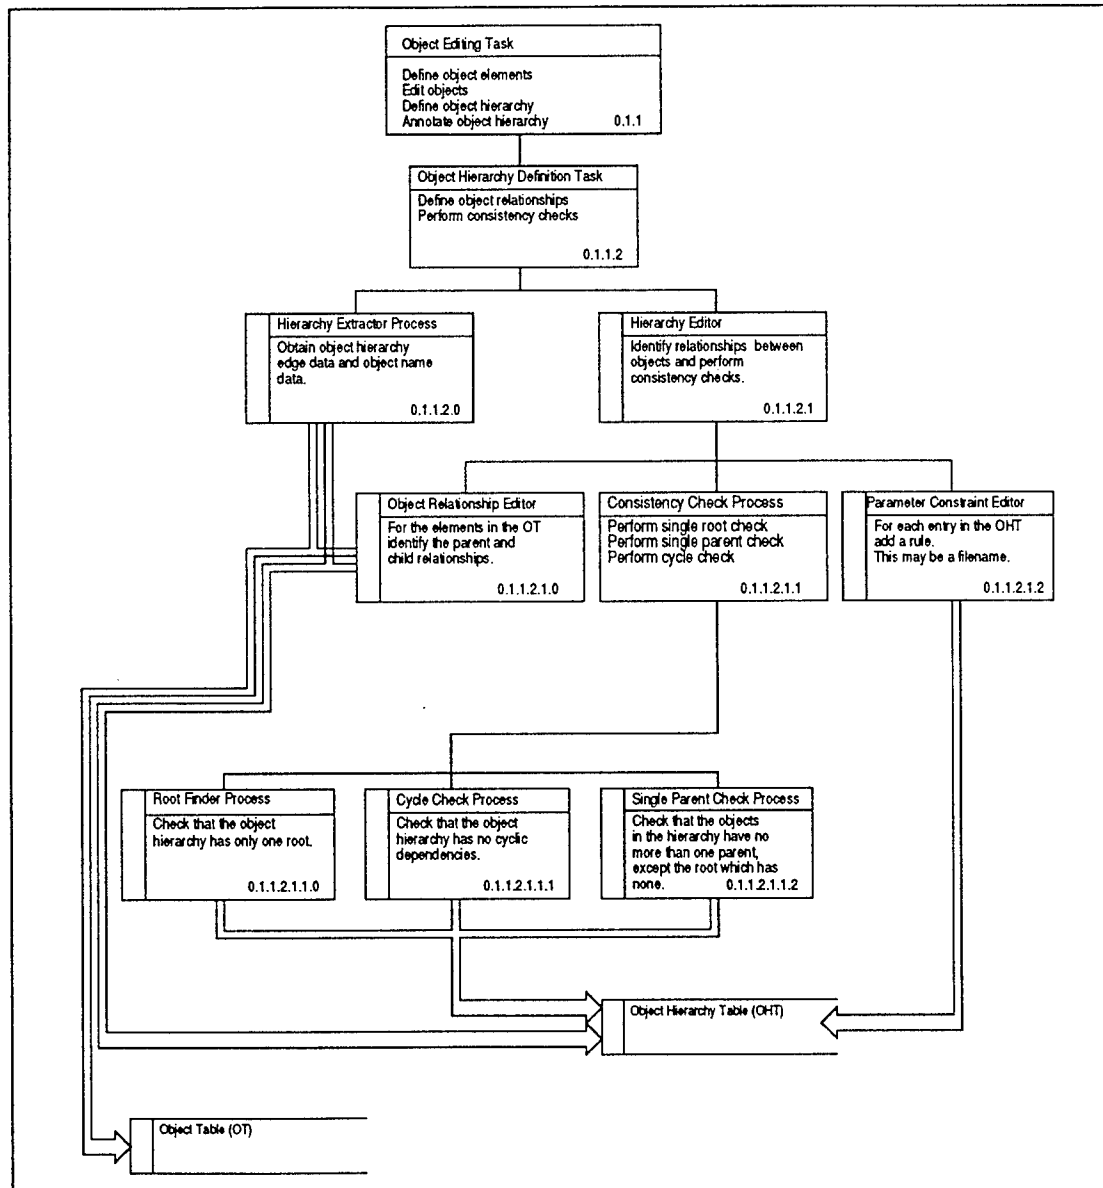 Object Editing Task
Define object elements
Edit objects
Define object hierarchy
Annotate object hierarchy 0.1.1
Object Hierarchy Definition Task
Define object relationships
Perform consistency checks
0.1.1.2
Hierarchy Extractor Process
Obtain object hierarchy
edge data and object name
data.
0.1.1.2.0
Hierarchy Editor
Identify relationships between
objects and perform
consistency checks.
0.1.1.2.1
Object Relationship Editor
For the elements in the OT
identify the parent and
child relationships.
0.1.1.2.1.0
Consistency Check Process
Perform single root check
Perform single parent check
Perform cycle check
0.1.1.2.1.1
Parameter Constraint Editor
For each entry in the OHT
add a rule.
This may be a filename.
0.1.1.2.1.2
Root Finder Process
Check that the object
hierarchy has only one root.
0.1.1.2.1.1.0
Cycle Check Process
Check that the object
hierarchy has no cyclic
dependencies.
0.1.1.2.1.1.1
Single Parent Check Process
Check that the objects
in the hierarchy have no
more than one parent,
except the root which has
none. 0.1.1.2.1.1.2
Object Hierarchy Table (OHT)
Object Table (OT)